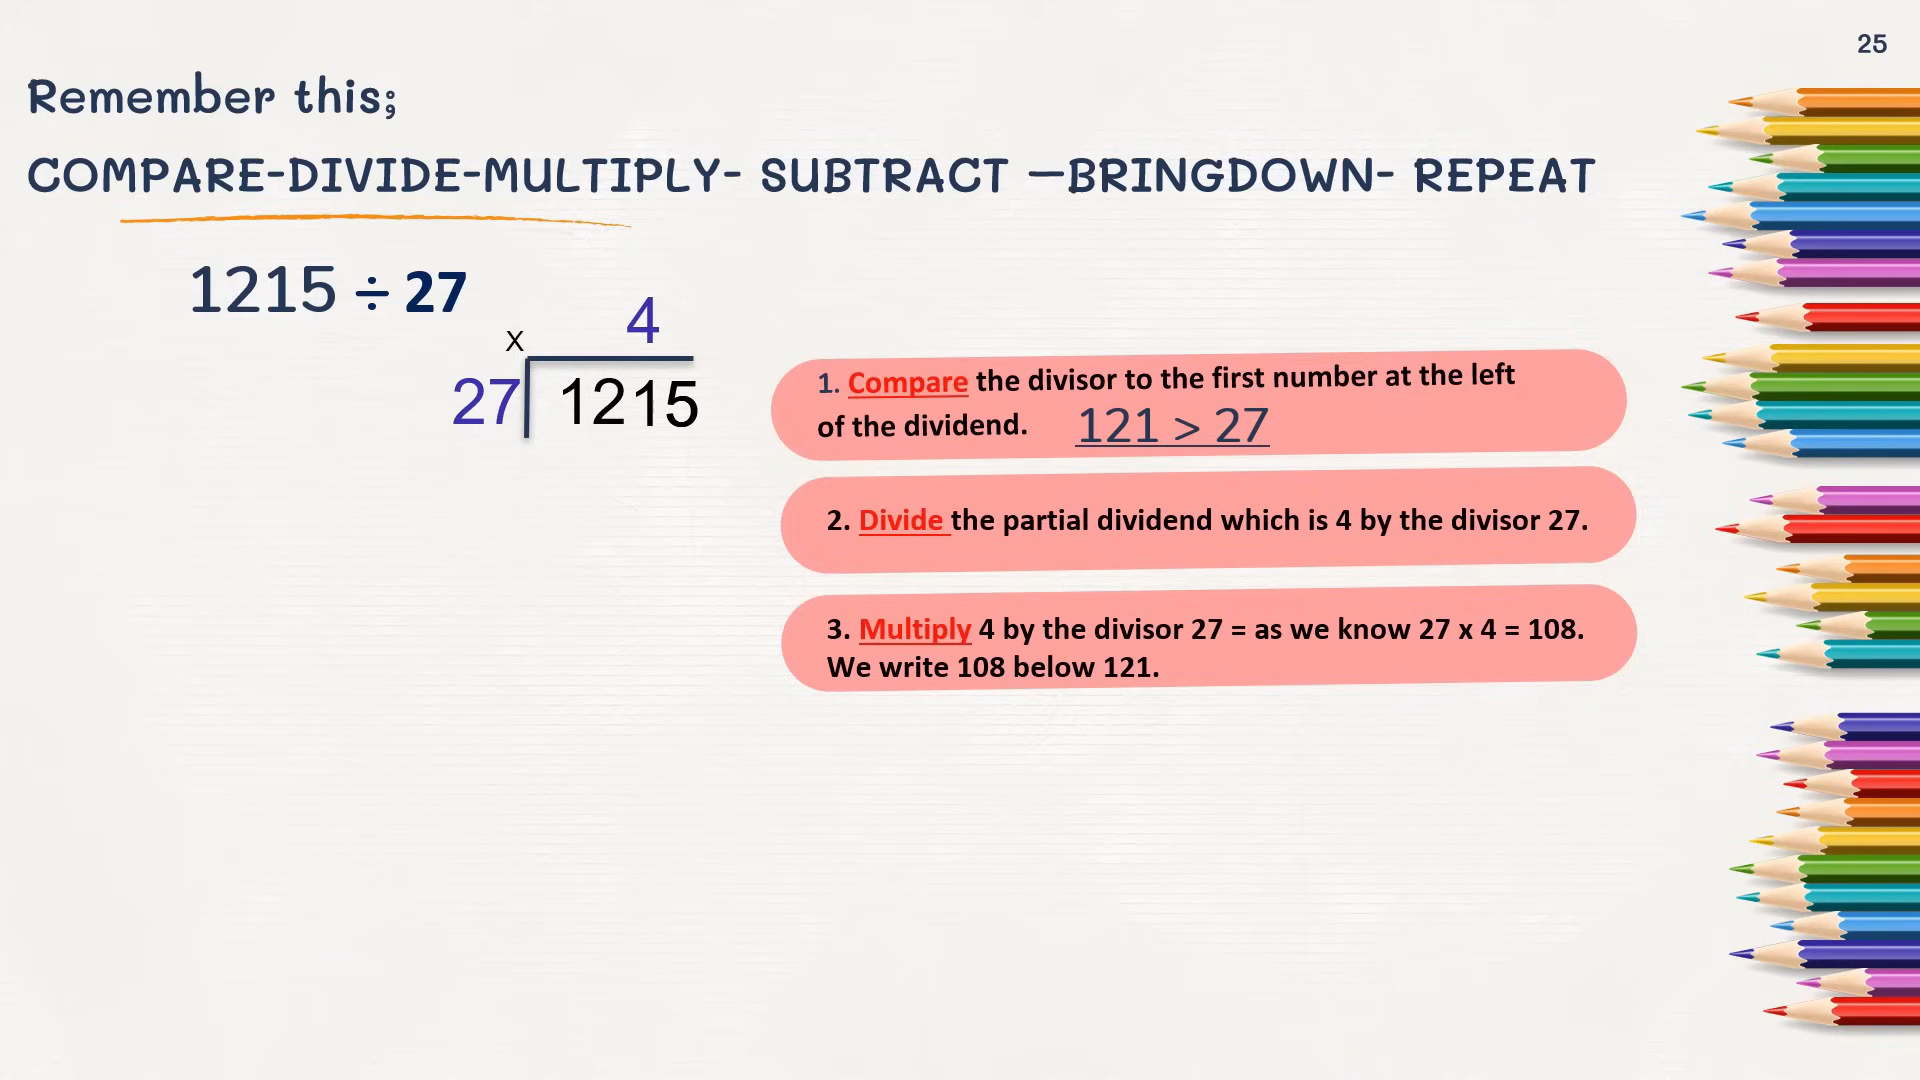 25
Remember this;
COMPARE-DIVIDE-MULTIPLY- SUBTRACT –BRINGDOWN- REPEAT
1215 ÷ 27
x 4
27 1215
1. Compare the divisor to the first number at the left
of the dividend. 121 > 27
2. Divide the partial dividend which is 4 by the divisor 27.
3. Multiply 4 by the divisor 27 = as we know 27 x 4 = 108.
We write 108 below 121.